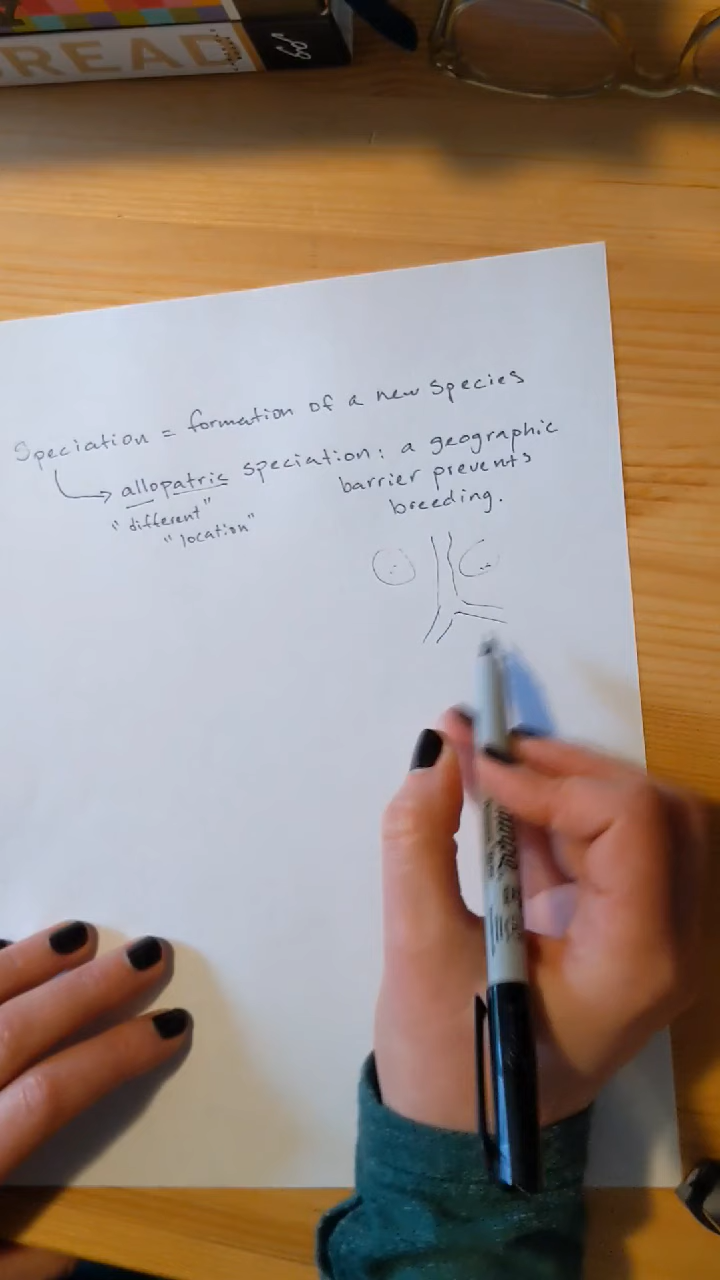 READ
Speciation = formation of a new species
allopatric speciation: a geographic
barrier prevents
breeding.
"different"
"location"